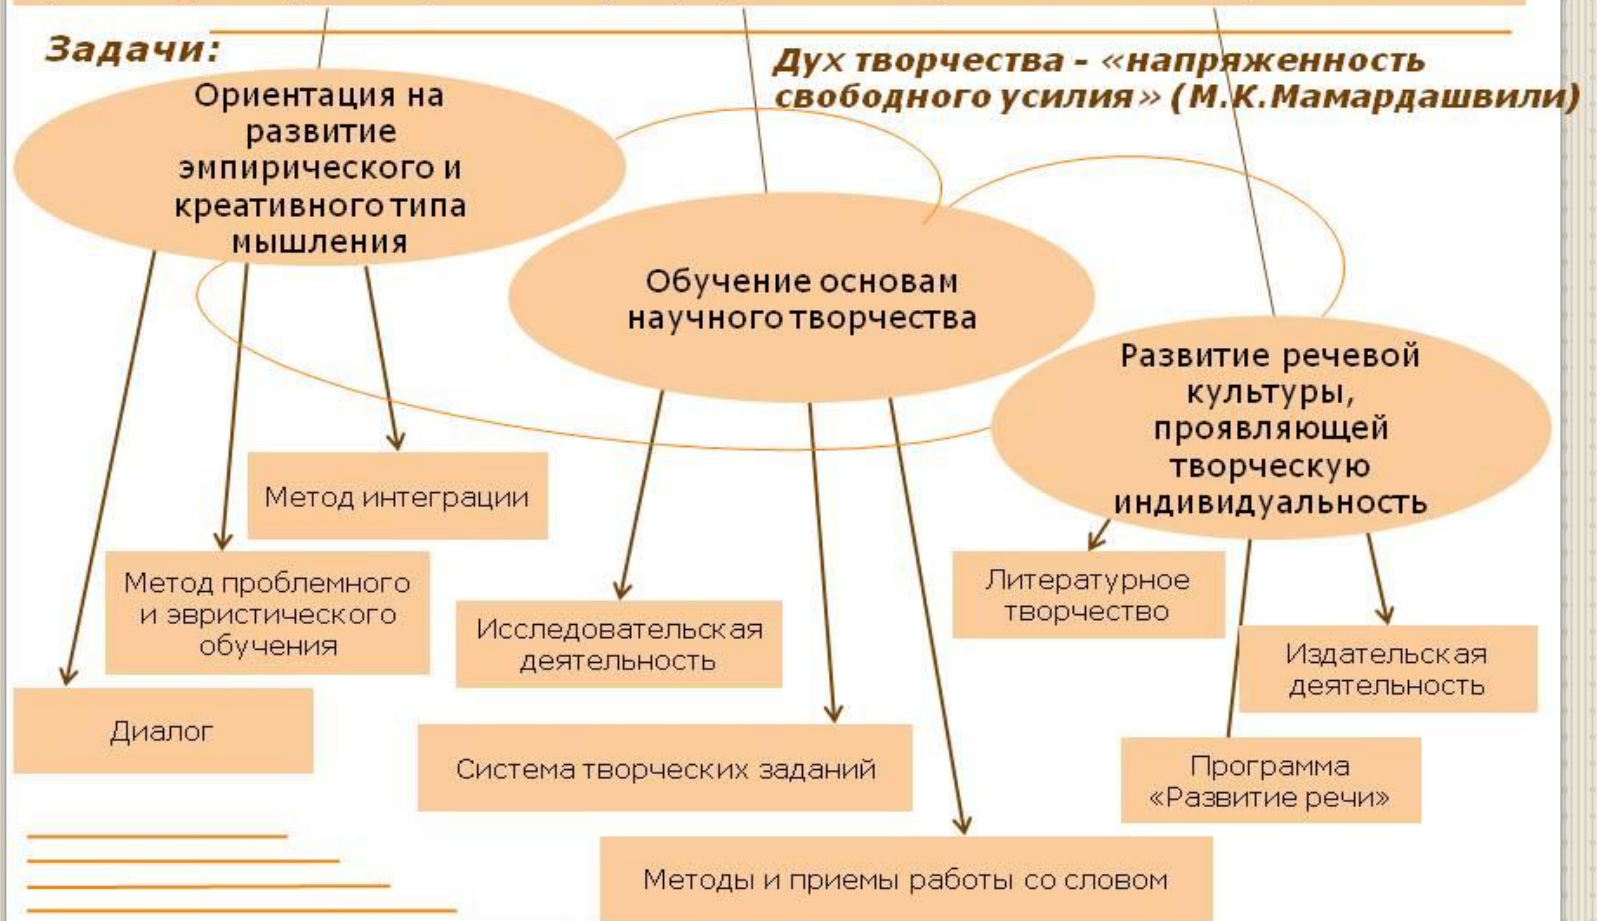 Задачи:
Дух творчества – «напряженность
свободного усилия» (М.К.Мамардашвили)
Ориентация на
развитие
эмпирического и
креативного типа
мышления
Обучение основам
научного творчества
Развитие речевой
культуры,
проявляющей
творческую
индивидуальность
Метод интеграции
Метод проблемного
и эвристического
обучения
Диалог
Исследовательская
деятельность
Система творческих заданий
Методы и приемы работы со словом
Литературное
творчество
Издательская
деятельность
Программа
«Развитие речи»